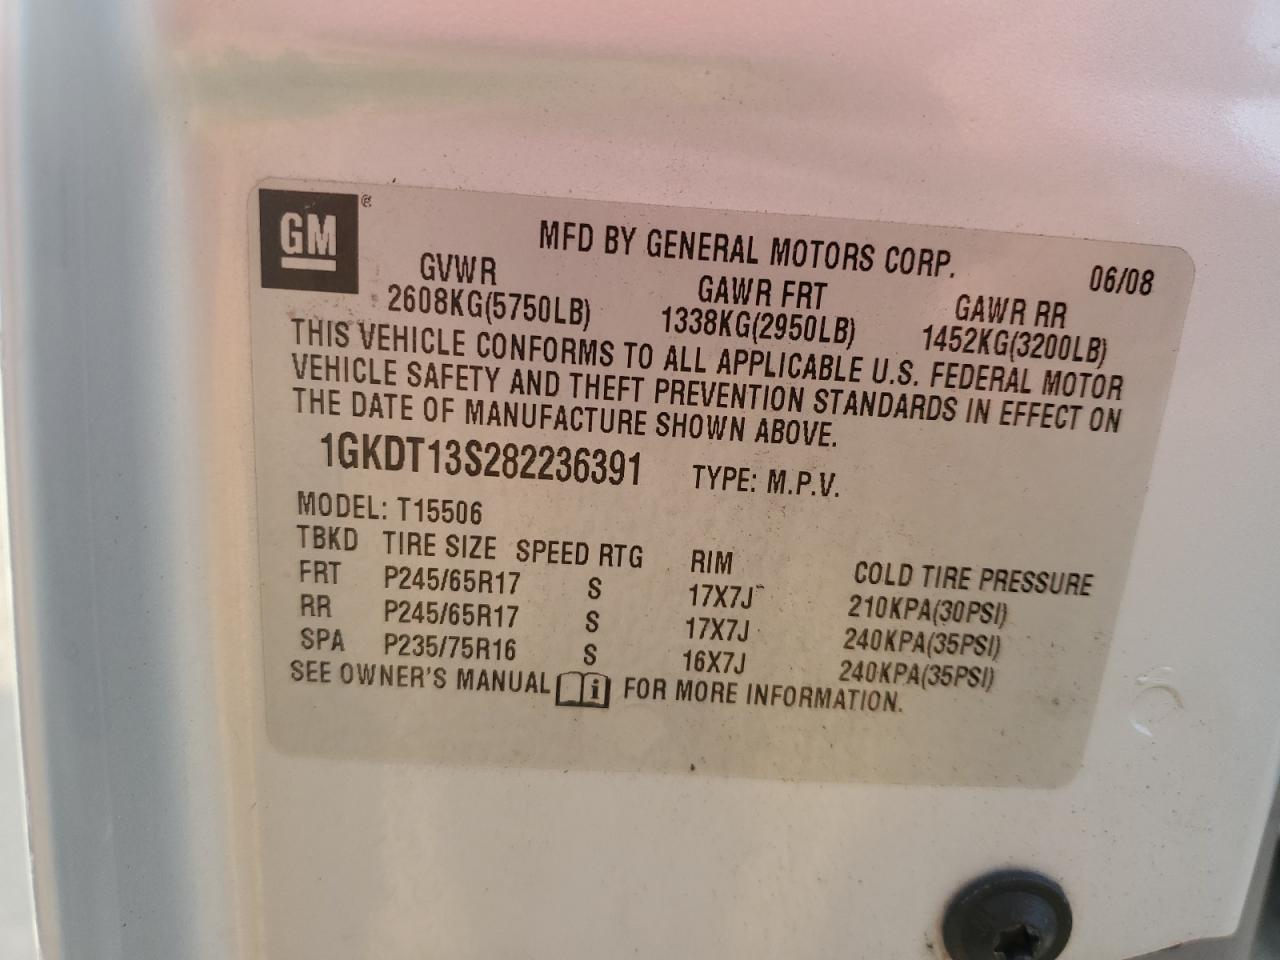 GM ®
MFD BY GENERAL MOTORS CORP. 06/08
GVWR GAWR FRT GAWR RR
2608KG(5750LB) 1338KG(2950LB) 1452KG(3200LB)
THIS VEHICLE CONFORMS TO ALL APPLICABLE U.S. FEDERAL MOTOR
VEHICLE SAFETY AND THEFT PREVENTION STANDARDS IN EFFECT ON
THE DATE OF MANUFACTURE SHOWN ABOVE.
1GKDT13S282236391 TYPE: M.P.V.
MODEL: T15506
TBKD TIRE SIZE SPEED RTG RIM COLD TIRE PRESSURE
FRT P245/65R17 S 17X7J 210KPA(30PSI)
RR P245/65R17 S 17X7J 240KPA(35PSI)
SPA P235/75R16 S 16X7J 240KPA(35PSI)
SEE OWNER'S MANUAL i FOR MORE INFORMATION.